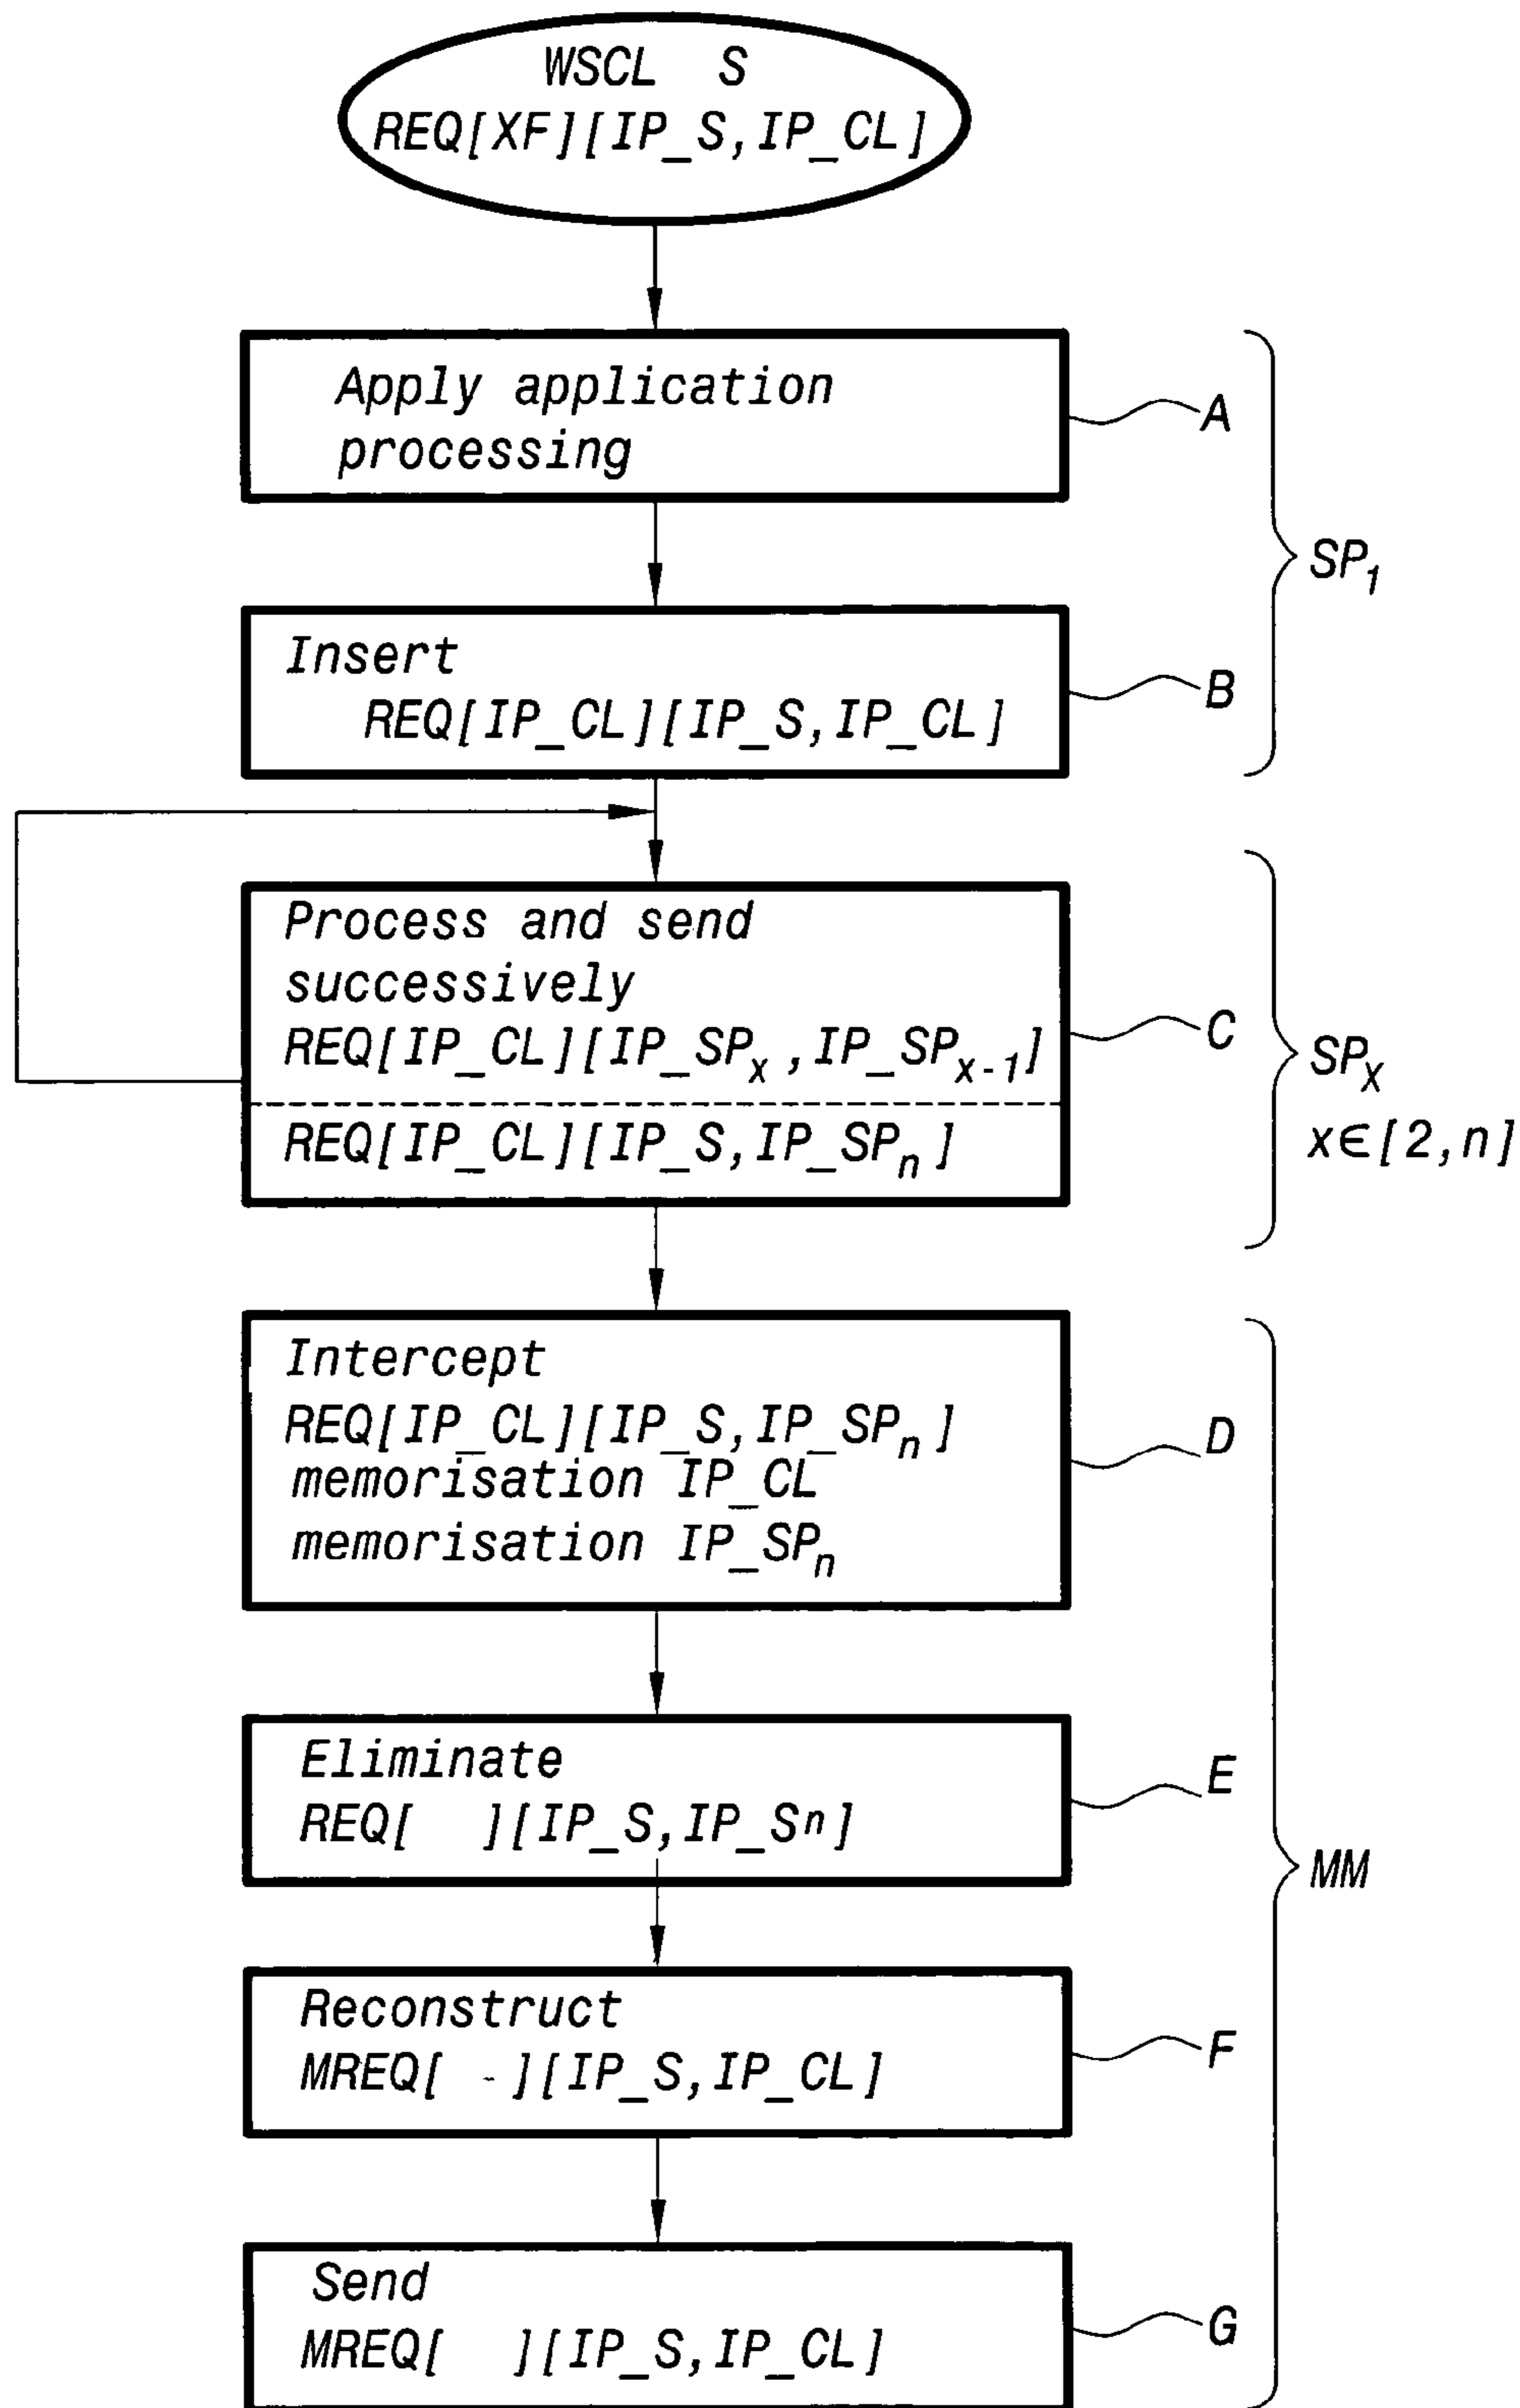 WSCL S
REQ[XF][IP_S,IP_CL]
Apply application
processing
A
SP1
Insert
REQ[IP_CL][IP_S,IP_CL]
B
Process and send
successively
REQ[IP_CL][IP_SPx,IP_SPx-1]
C
REQ[IP_CL][IP_S,IP_SPn]
SPX
x∈[2,n]
Intercept
REQ[IP_CL][IP_S,IP_SPn]
memorisation IP_CL
memorisation IP_SPn
D
Eliminate
REQ[ ][IP_S,IP_Sn]
E
MM
Reconstruct
MREQ[ - ][IP_S,IP_CL]
F
Send
MREQ[ ][IP_S,IP_CL]
G